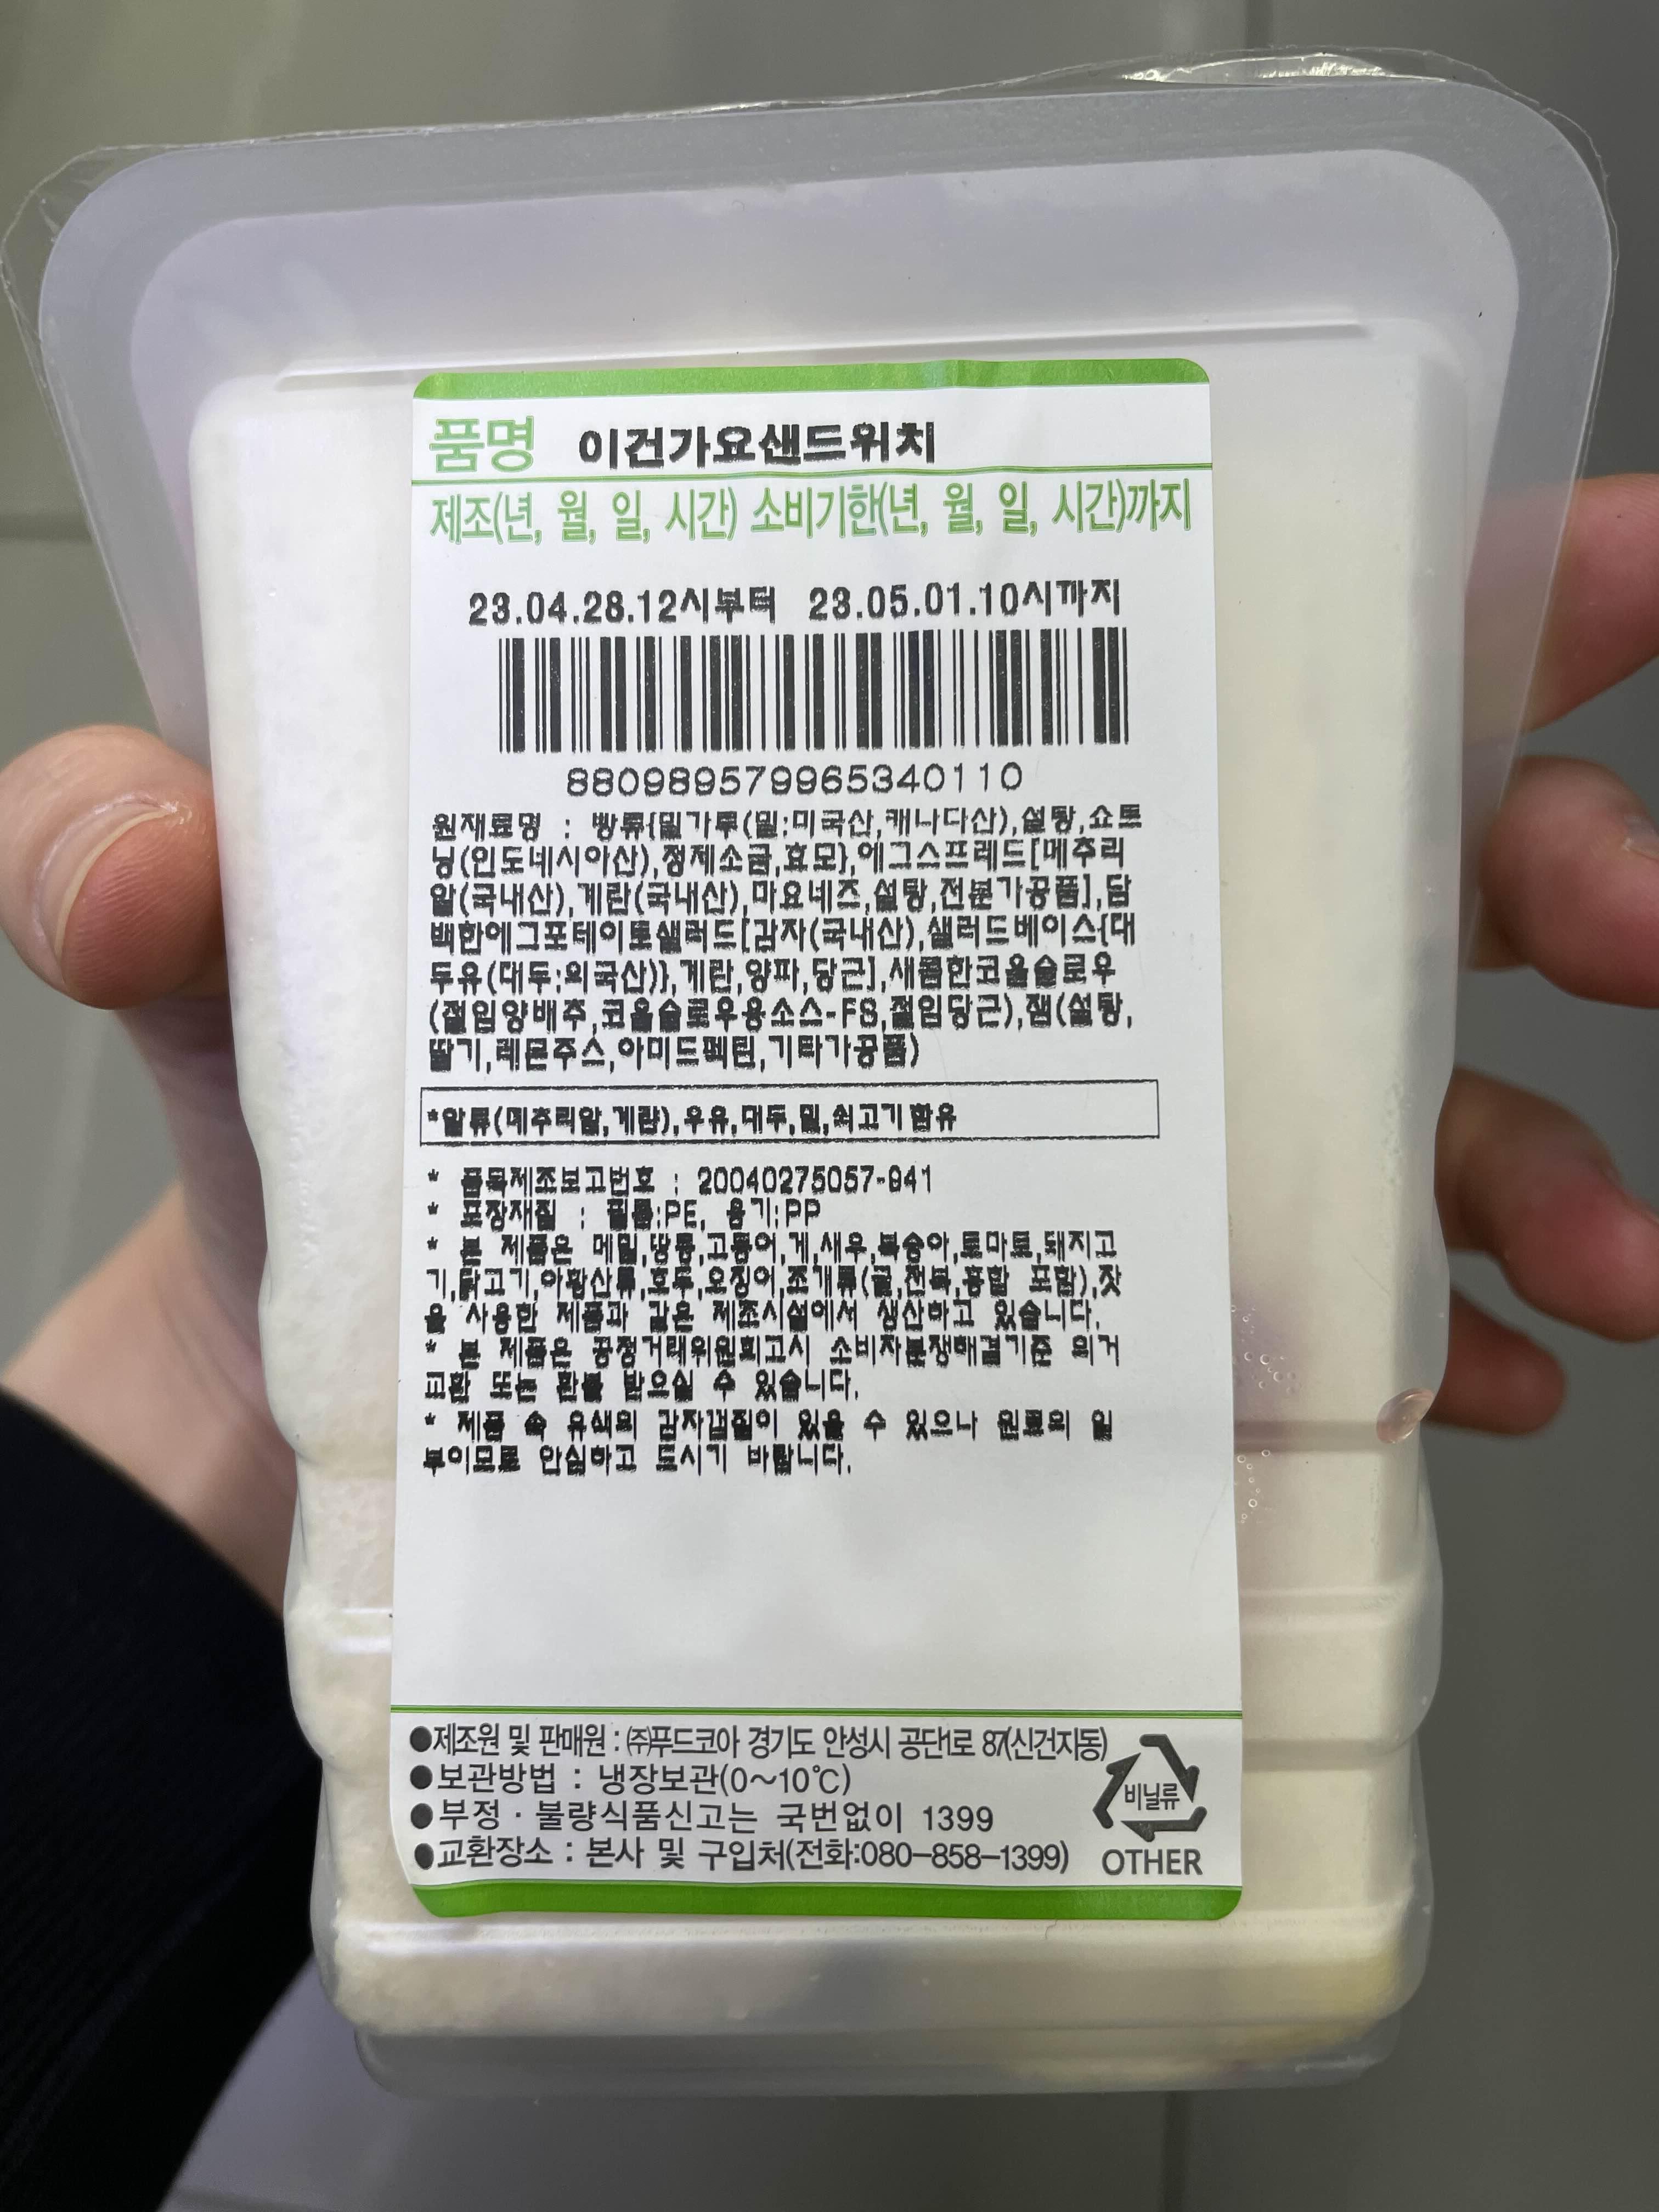 품명 이건가요샌드위치
제조(년, 월, 일, 시간) 소비기한(년, 월, 일, 시간)까지
23.04.28.12시부터 23.05.01.10시까지
880989579965340110
원재료명 : 빵류{밀가루(밀:미국산,캐나다산),설탕,쇼트
닝(인도네시아산),정제소금,효모},에그스프레드[메추리
알(국내산),계란(국내산),마요네즈,설탕,전분가공품],담
백한에그포테이토샐러드[감자(국내산),샐러드베이스{대
두유(대두:외국산)},계란,양파,당근],새콤한코울슬로우
(절임양배추,코울슬로우용소스-FS,절임당근),잼(설탕,
딸기,레몬주스,아미드펙틴,기타가공품)
*알류(메추리알,계란),우유,대두,밀,쇠고기함유
* 품목제조보고번호 : 20040275057-941
* 포장재질 : 필름:PE, 용기:PP
* 본 제품은 메밀,땅콩,고등어,게,새우,복숭아,토마토,돼지고
기,닭고기,아황산류,호두,오징어,조개류(굴,전복,홍합 포함),잣
을 사용한 제품과 같은 제조시설에서 생산하고 있습니다.
* 본 제품은 공정거래위원회고시 소비자분쟁해결기준 의거
교환 또는 환불 받으실 수 있습니다.
* 제품 속 유색의 감자껍질이 있을 수 있으나 원료의 일
부이므로 안심하고 드시기 바랍니다.
●제조원 및 판매원 : ㈜푸드코아 경기도 안성시 공단1로 87(신건지동)
●보관방법 : 냉장보관(0~10℃)
●부정·불량식품신고는 국번없이 1399
●교환장소 : 본사 및 구입처(전화:080-858-1399)
비닐류
OTHER